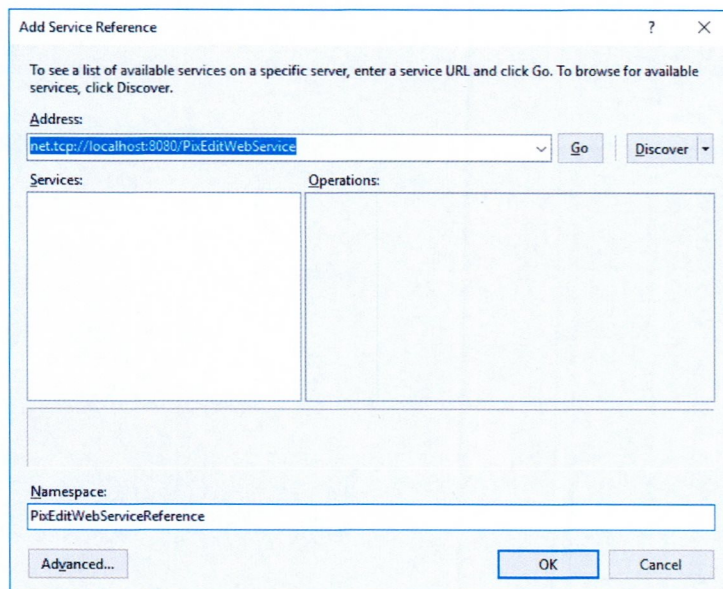 Add Service Reference
? X
To see a list of available services on a specific server, enter a service URL and click Go. To browse for available
services, click Discover.
Address:
net.tcp://localhost:8080/PixEditWebService
Go
Discover
Services:
Operations:
Namespace:
PixEditWebServiceReference
Advanced...
OK
Cancel